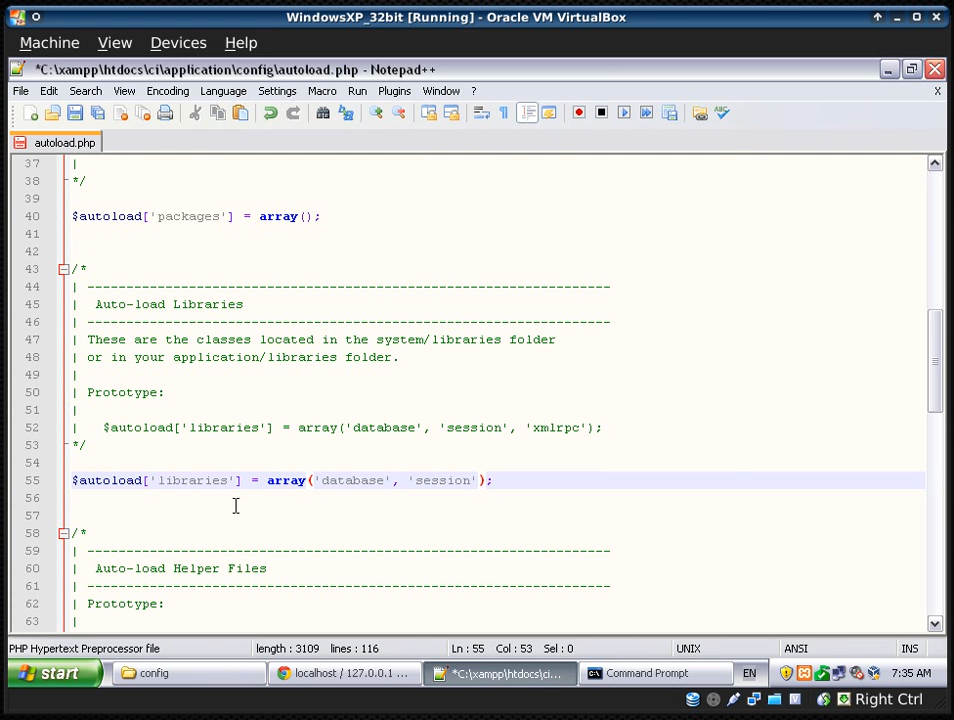 WindowsXP_32bit [Running] - Oracle VM VirtualBox
Machine View Devices Help
*C:\xampp\htdocs\ci\application\config\autoload.php - Notepad++
File Edit Search View Encoding Language Settings Macro Run Plugins Window ? X
autoload.php
37 |
38 */
39
40 $autoload['packages'] = array();
41
42
43 /*
44 | -------------------------------------------------------------------
45 |  Auto-load Libraries
46 | -------------------------------------------------------------------
47 | These are the classes located in the system/libraries folder
48 | or in your application/libraries folder.
49 |
50 | Prototype:
51 |
52 |   $autoload['libraries'] = array('database', 'session', 'xmlrpc');
53 */
54
55 $autoload['libraries'] = array('database', 'session');
56
57
58 /*
59 | -------------------------------------------------------------------
60 |  Auto-load Helper Files
61 | -------------------------------------------------------------------
62 | Prototype:
63 |
PHP Hypertext Preprocessor file length : 3109 lines : 116 Ln : 55 Col : 53 Sel : 0 UNIX ANSI INS
start config localhost / 127.0.0.1 ... *C:\xampp\htdocs\ci... Command Prompt EN 7:35 AM
Right Ctrl